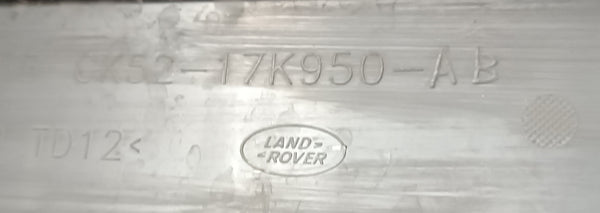 CK52-17K950-AB
TD12<
LAND>
<ROVER